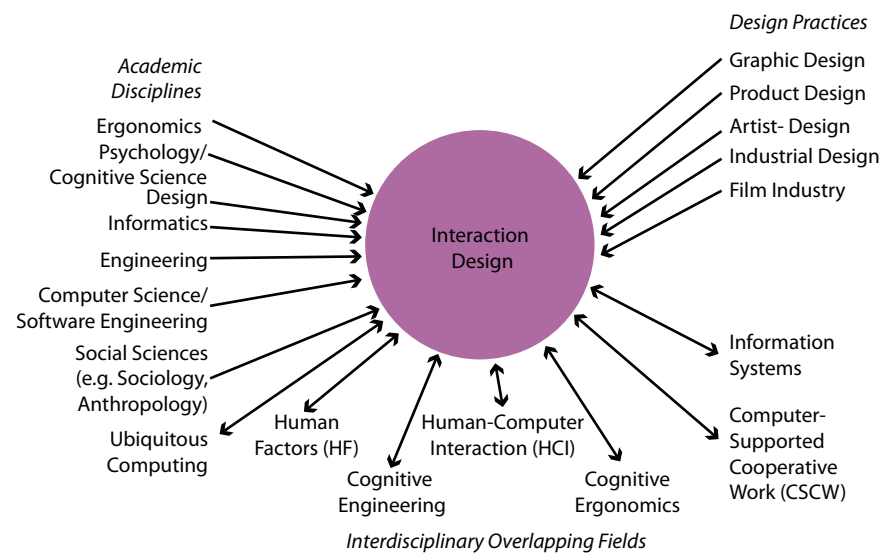 Academic
Disciplines
Ergonomics
Psychology/
Cognitive Science
Design
Informatics
Engineering
Computer Science/
Software Engineering
Social Sciences
(e.g. Sociology,
Anthropology)
Ubiquitous
Computing
Human
Factors (HF)
Cognitive
Engineering
Human-Computer
Interaction (HCI)
Cognitive
Ergonomics
Interdisciplinary Overlapping Fields
Interaction
Design
Design Practices
Graphic Design
Product Design
Artist- Design
Industrial Design
Film Industry
Information
Systems
Computer-
Supported
Cooperative
Work (CSCW)